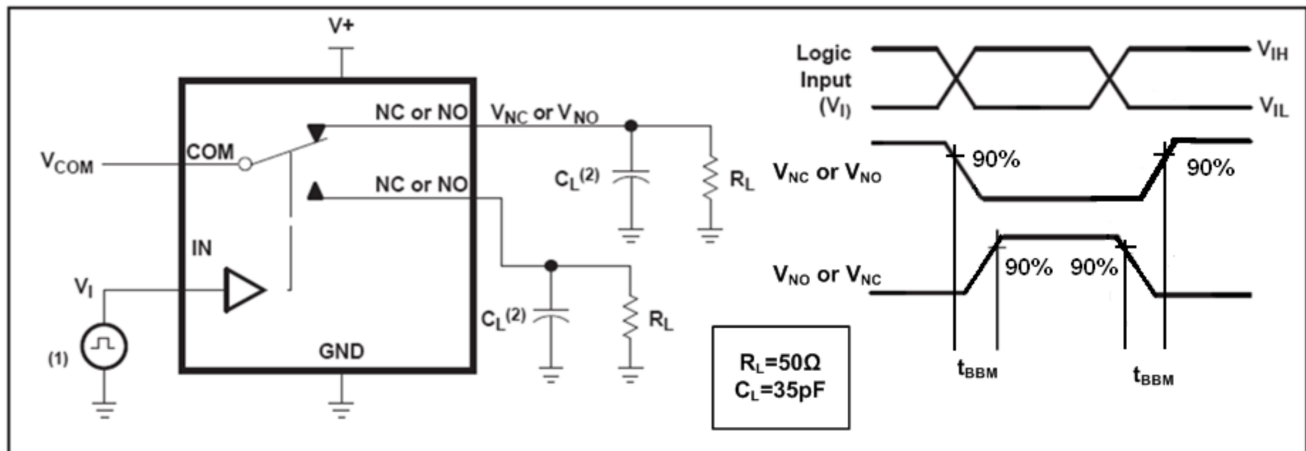 V+
NC or NO
V_NC or V_NO
V_COM
COM
C_L^(2)
R_L
NC or NO
IN
V_I
C_L^(2)
R_L
(1)
GND
R_L=50Ω
C_L=35pF
Logic
Input
(V_I)
V_IH
V_IL
90%
90%
V_NC or V_NO
90%
90%
V_NO or V_NC
t_BBM
t_BBM